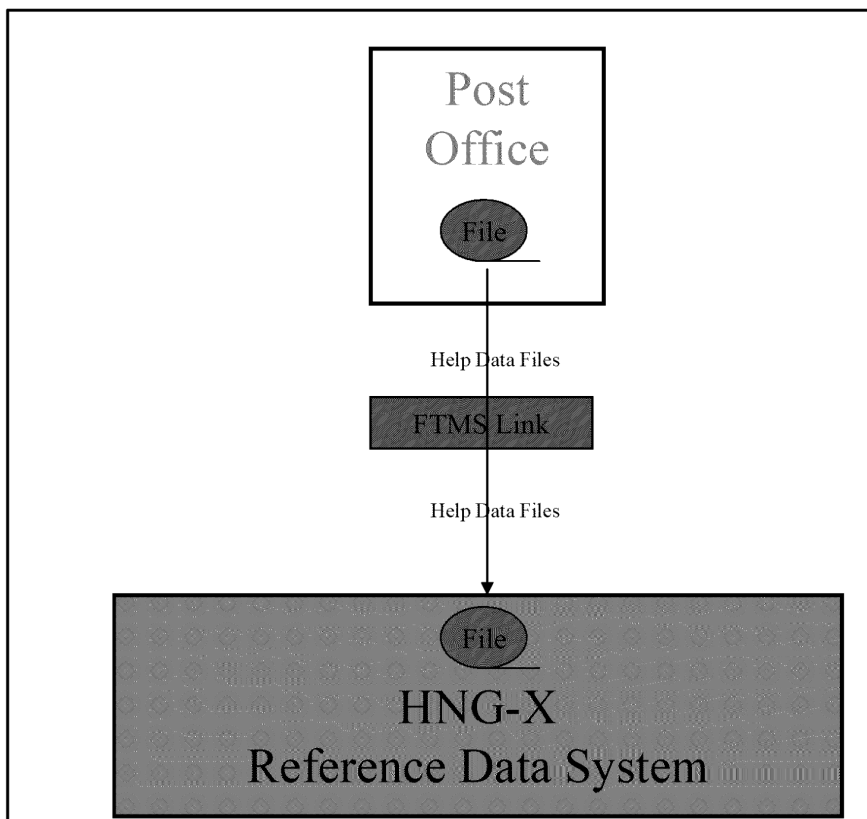 Post
Office
File
Help Data Files
FTMS Link
Help Data Files
File
HNG-X
Reference Data System